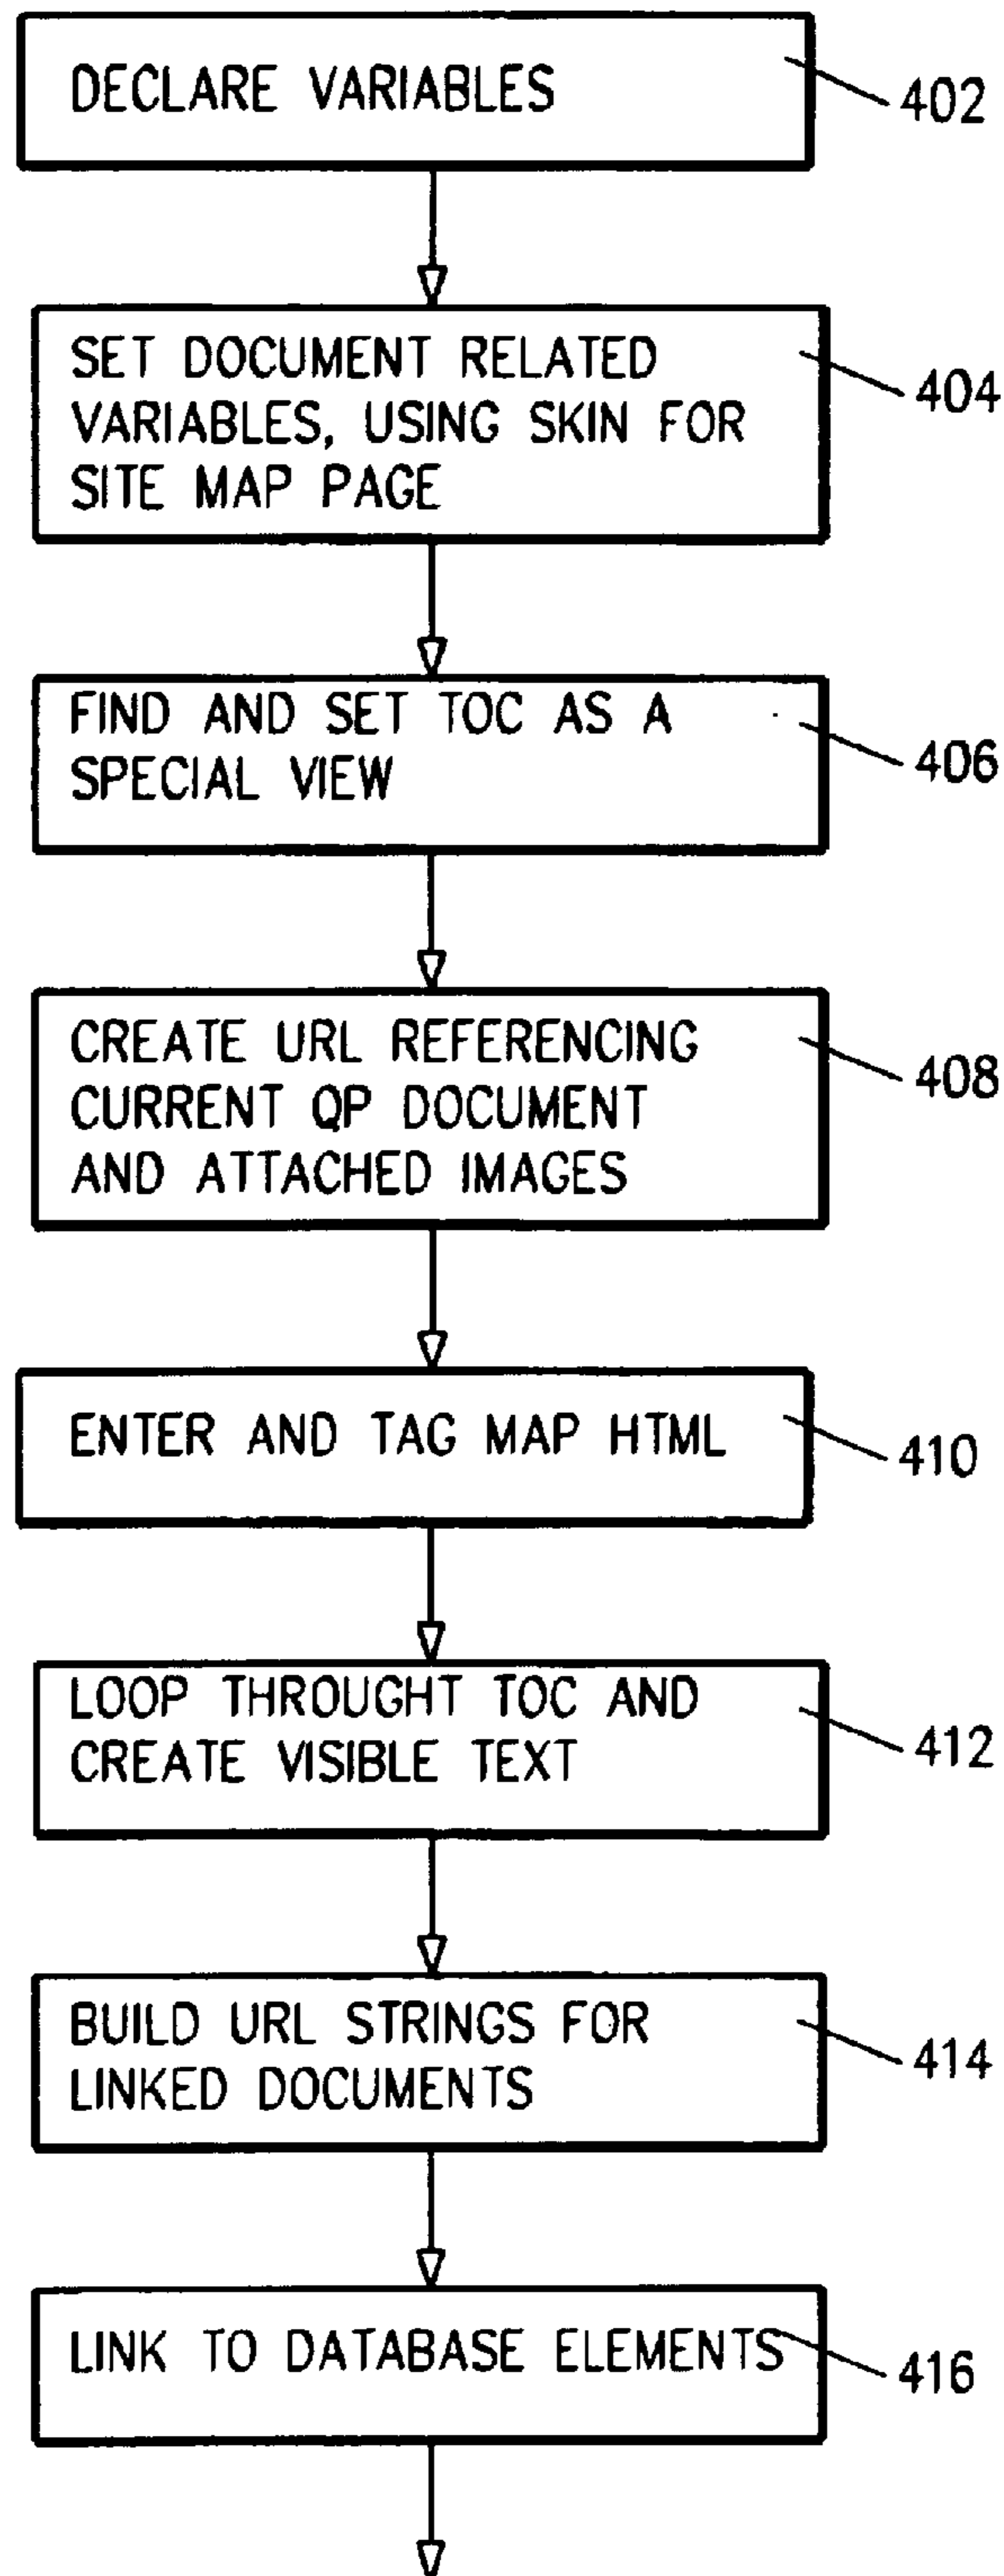 DECLARE VARIABLES
402
SET DOCUMENT RELATED
VARIABLES, USING SKIN FOR
SITE MAP PAGE
404
FIND AND SET TOC AS A
SPECIAL VIEW
406
CREATE URL REFERENCING
CURRENT QP DOCUMENT
AND ATTACHED IMAGES
408
ENTER AND TAG MAP HTML
410
LOOP THROUGHT TOC AND
CREATE VISIBLE TEXT
412
BUILD URL STRINGS FOR
LINKED DOCUMENTS
414
LINK TO DATABASE ELEMENTS
416